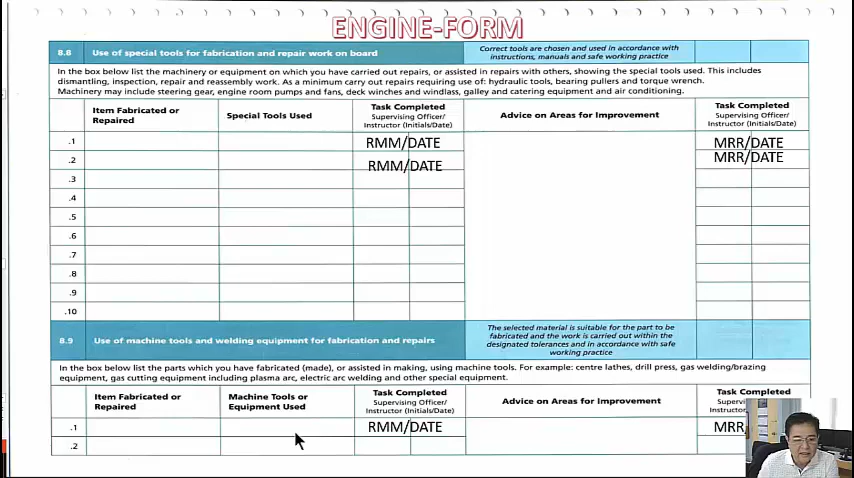 ENGINE-FORM
8.8 Use of special tools for fabrication and repair work on board
Correct tools are chosen and used in accordance with
instructions, manuals and safe working practice
In the box below list the machinery or equipment on which you have carried out repairs, or assisted in repairs with others, showing the special tools used. This includes
dismantling, inspection, repair and reassembly work. As a minimum carry out repairs requiring use of: hydraulic tools, bearing pullers and torque wrench.
Machinery may include steering gear, engine room pumps and fans, deck winches and windlass, galley and catering equipment and air conditioning.
Item Fabricated or
Repaired
Special Tools Used
Task Completed
Supervising Officer/
Instructor (Initials/Date)
Advice on Areas for Improvement
Task Completed
Supervising Officer/
Instructor (Initials/Date)
.1 RMM/DATE MRR/DATE
.2 RMM/DATE MRR/DATE
.3
.4
.5
.6
.7
.8
.9
.10
8.9 Use of machine tools and welding equipment for fabrication and repairs
The selected material is suitable for the part to be
fabricated and the work is carried out within the
designated tolerances and in accordance with safe
working practice
In the box below list the parts which you have fabricated (made), or assisted in making, using machine tools. For example: centre lathes, drill press, gas welding/brazing
equipment, gas cutting equipment including plasma arc, electric arc welding and other special equipment.
Item Fabricated or
Repaired
Machine Tools or
Equipment Used
Task Completed
Supervising Officer/
Instructor (Initials/Date)
Advice on Areas for Improvement
Task Completed
.1 RMM/DATE MRR/
.2